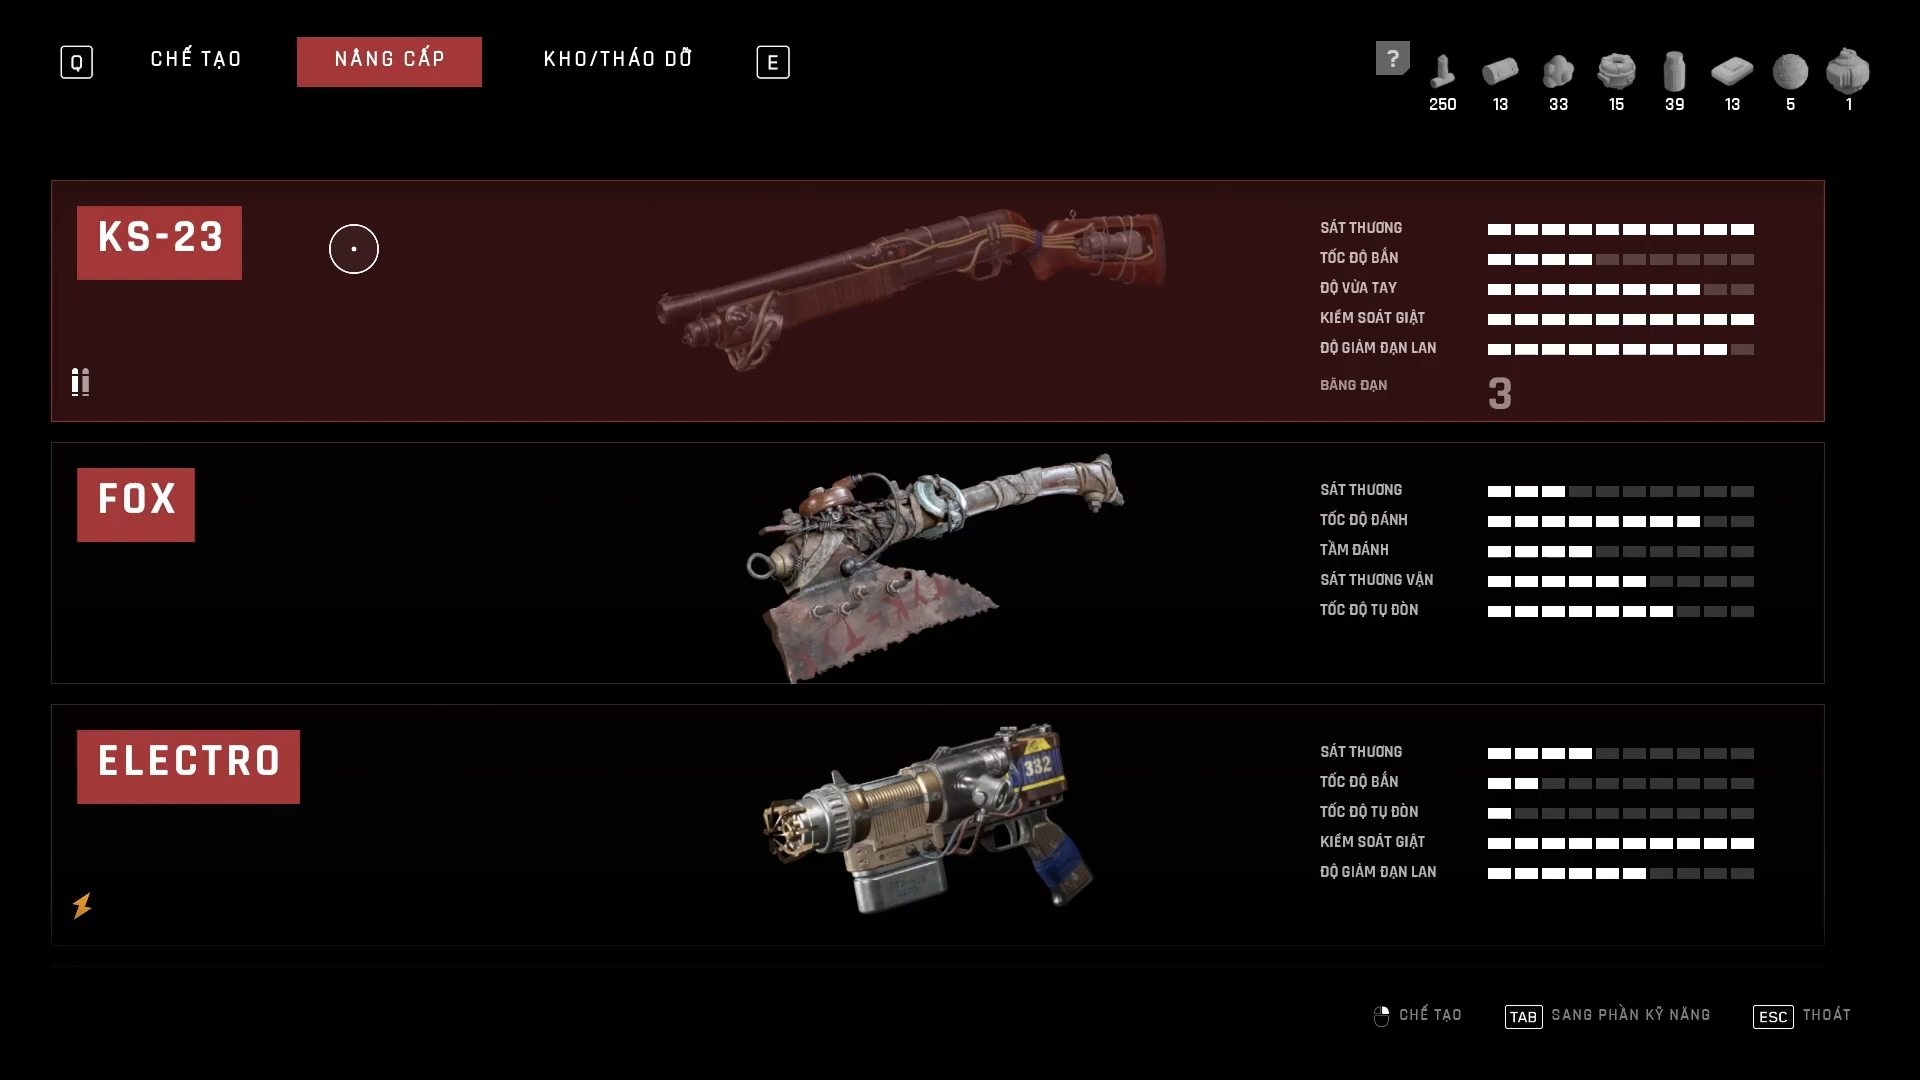 Q CHẾ TẠO NÂNG CẤP KHO/THÁO DỠ E
?
250 13 33 15 39 13 5 1
KS-23
SÁT THƯƠNG
TỐC ĐỘ BẮN
ĐỘ VỪA TAY
KIỂM SOÁT GIẬT
ĐỘ GIẢM ĐẠN LAN
BĂNG ĐẠN 3
FOX
SÁT THƯƠNG
TỐC ĐỘ ĐÁNH
TẦM ĐÁNH
SÁT THƯƠNG VẬN
TỐC ĐỘ TỤ ĐÒN
ELECTRO
332
SÁT THƯƠNG
TỐC ĐỘ BẮN
TỐC ĐỘ TỤ ĐÒN
KIỂM SOÁT GIẬT
ĐỘ GIẢM ĐẠN LAN
CHẾ TẠO TAB SANG PHẦN KỸ NĂNG ESC THOÁT